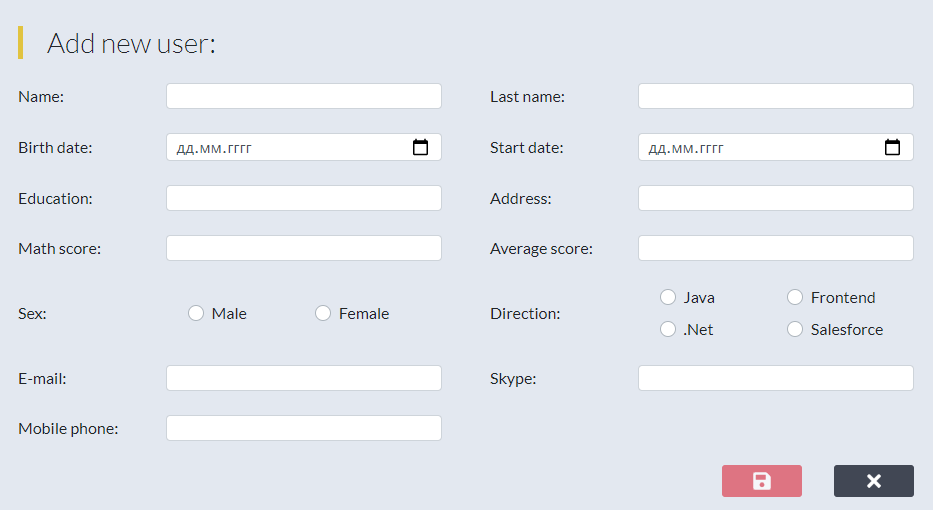 Add new user:
Name:
Last name:
Birth date: дд.мм.гггг
Start date: дд.мм.гггг
Education:
Address:
Math score:
Average score:
Sex: Male Female
Direction: Java Frontend
.Net Salesforce
E-mail:
Skype:
Mobile phone: